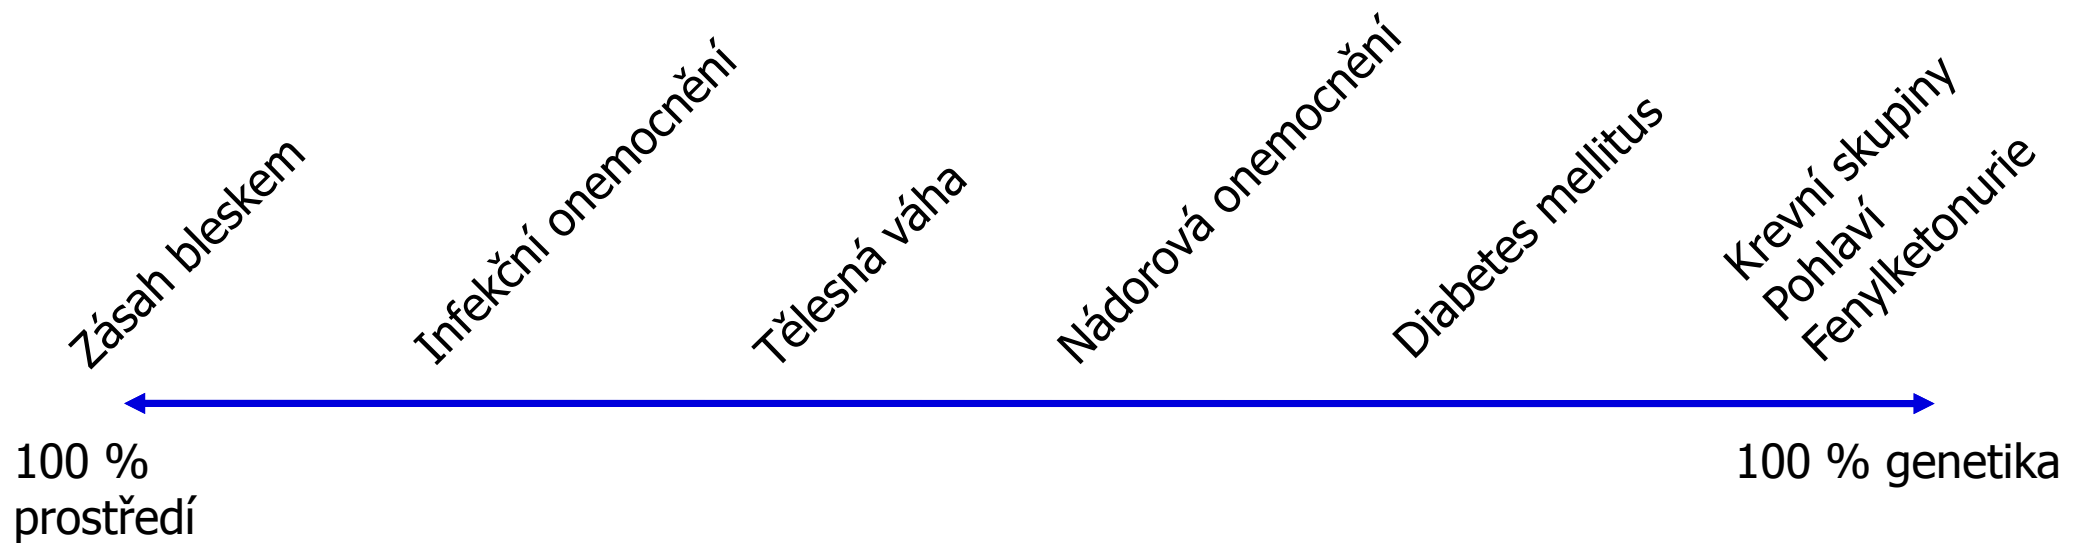 Zásah bleskem
Infekční onemocnění
Tělesná váha
Nádorová onemocnění
Diabetes mellitus
Krevní skupiny
Pohlaví
Fenylketonurie
100 %
prostředí
100 % genetika